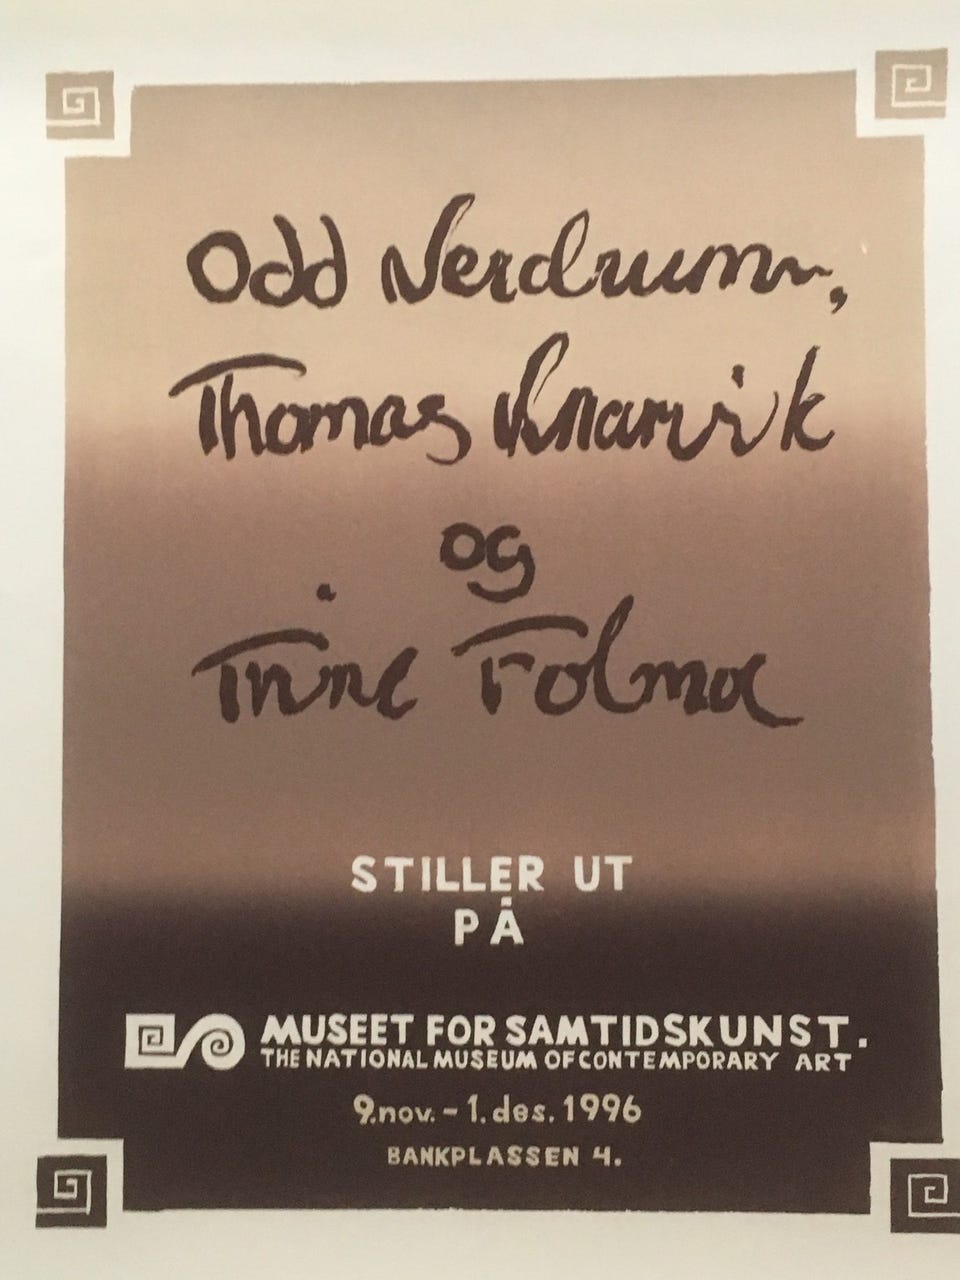 Odd Nerdrum,
Thomas Knarvik
og
Trine Folmoe
STILLER UT
PÅ
MUSEET FOR SAMTIDSKUNST.
THE NATIONAL MUSEUM OF CONTEMPORARY ART
9.nov. - 1. des. 1996
BANKPLASSEN 4.